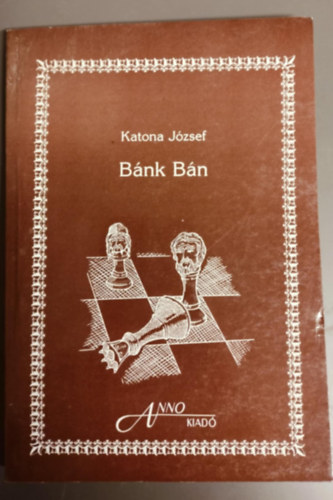 Katona József
Bánk Bán
ANNO
KIADÓ